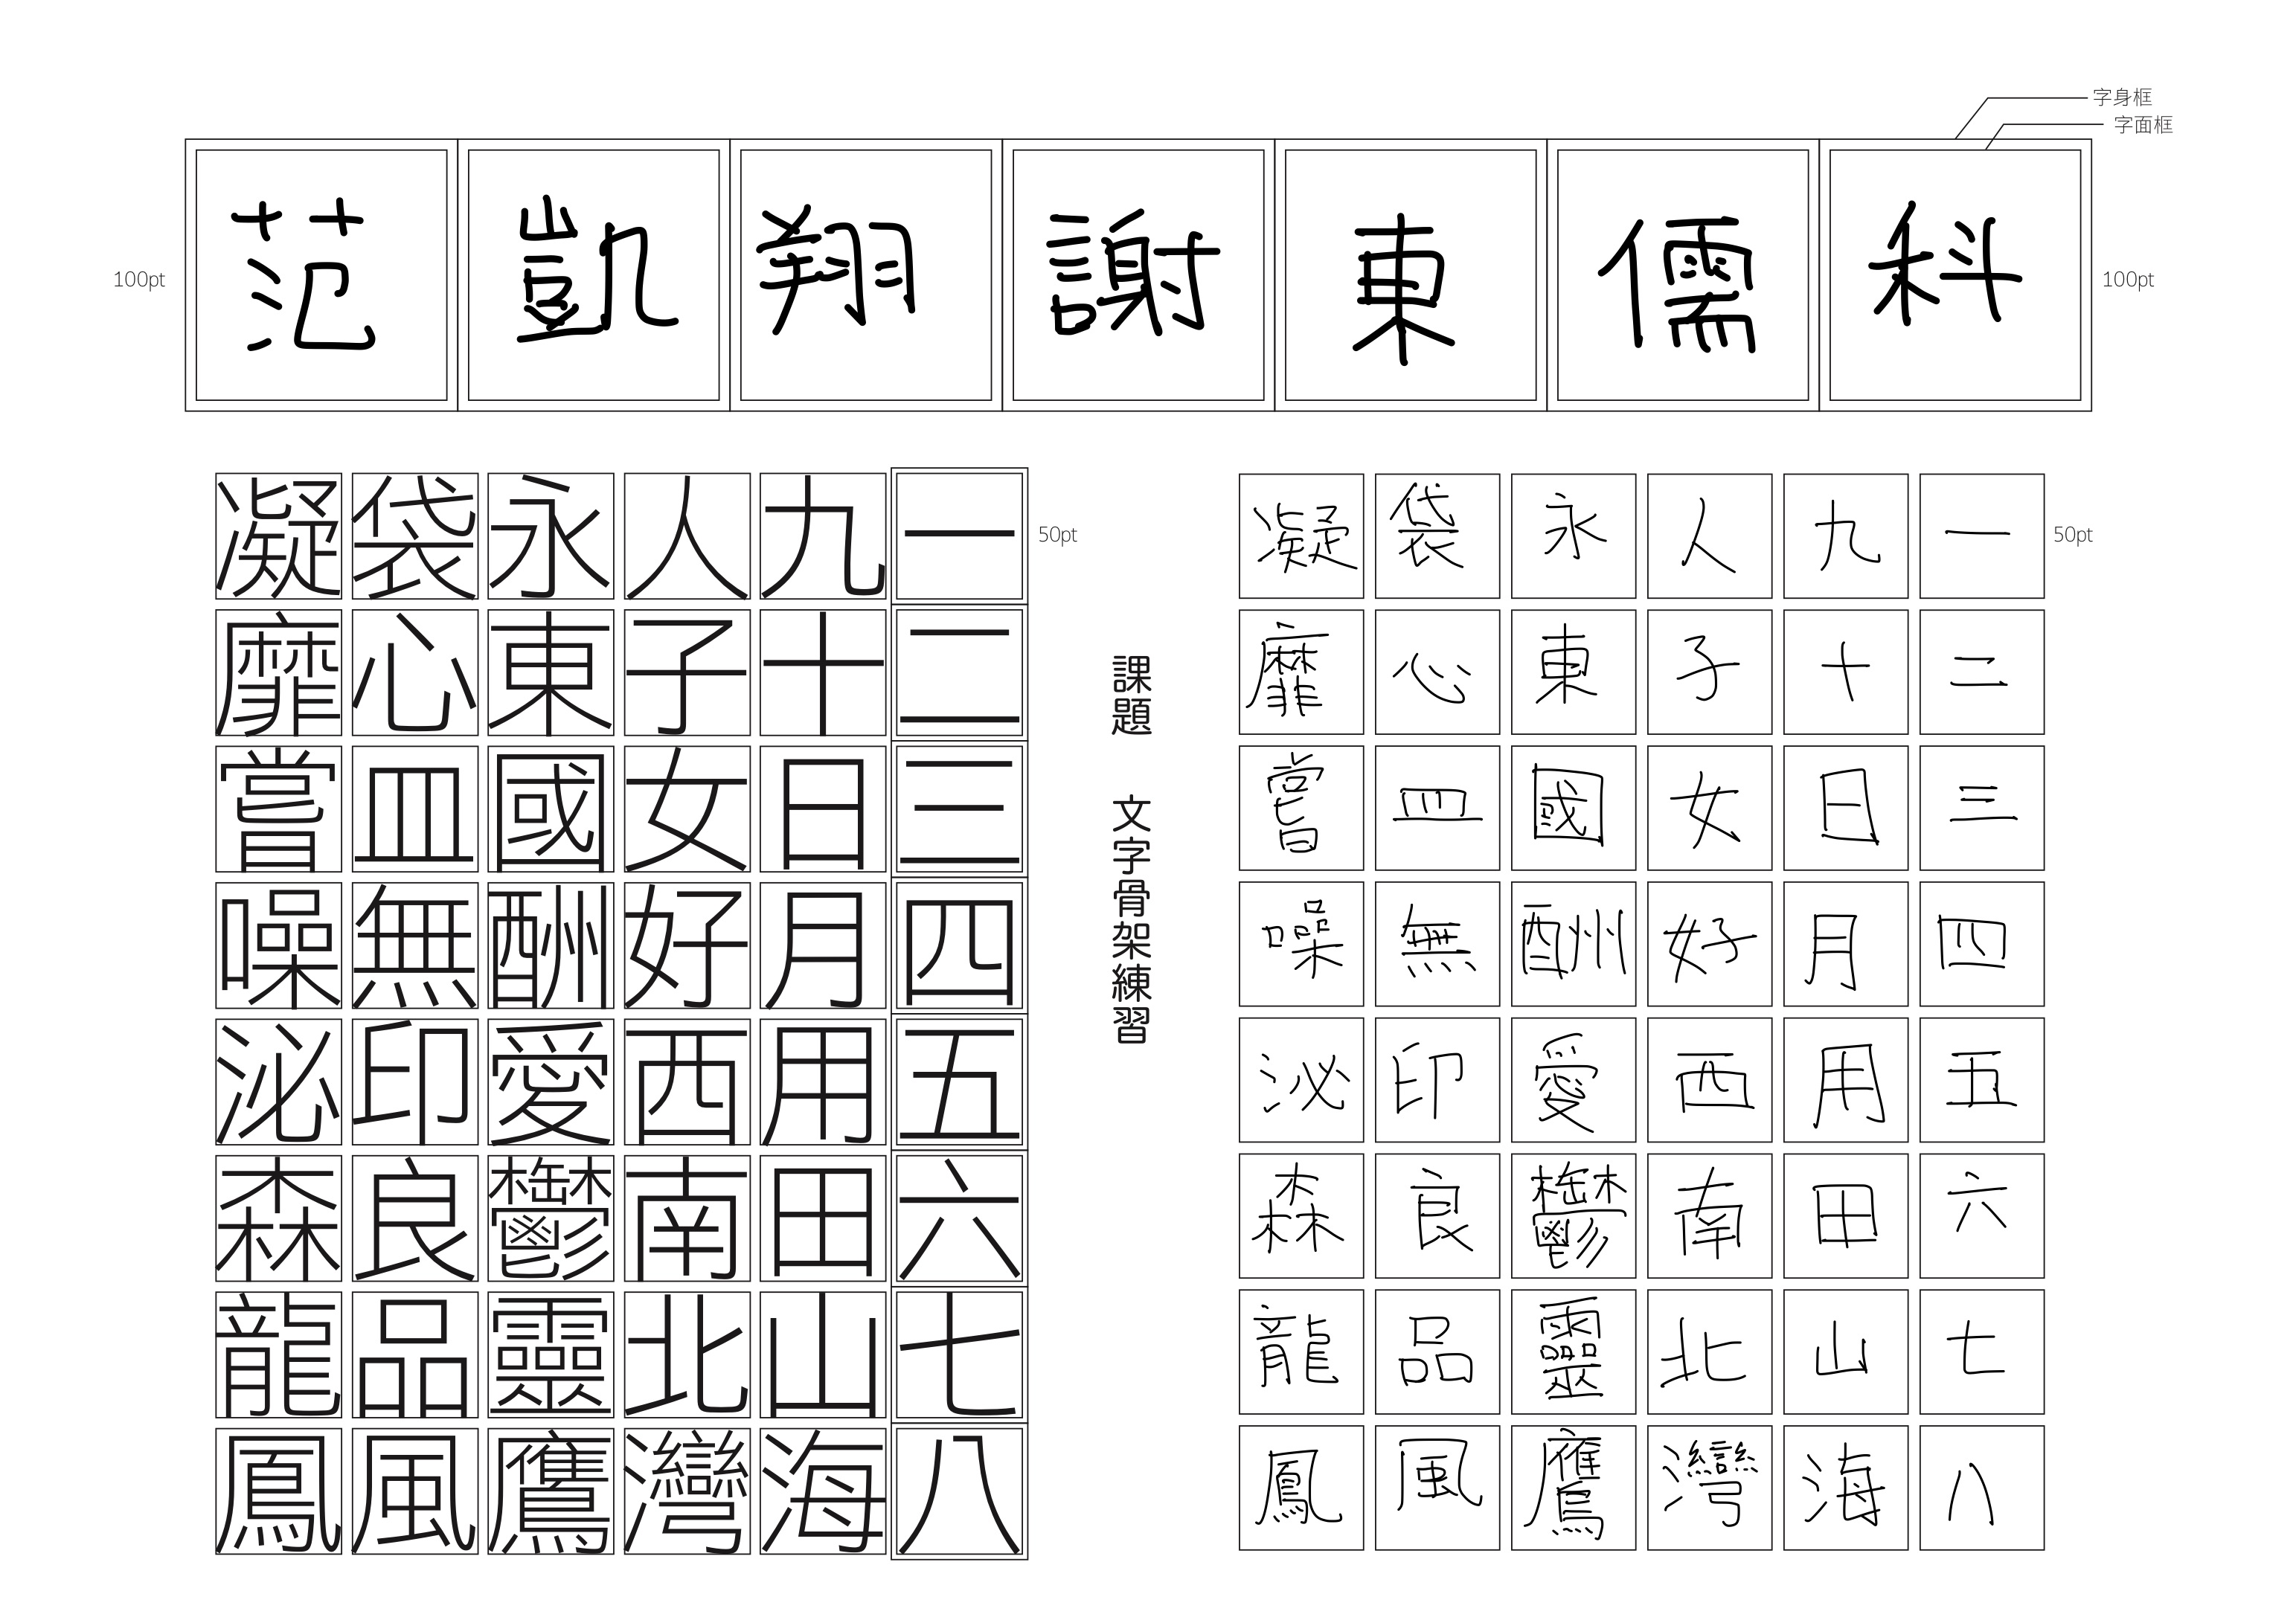 字身框
字面框
100pt
范凱翔謝東儒科
100pt
一二三四五六七八
九十日月用田山海
人子女好西南北灣
永東國酬愛鬱靈鷹
袋心皿無印良品風
凝靡嘗噪泌森龍鳳
50pt
課題 文字骨架練習
一二三四五六七八
九十日月用田山海
人子女好西南北灣
永東國酬愛鬱靈鷹
袋心皿無印良品風
凝靡嘗噪泌森龍鳳
50pt